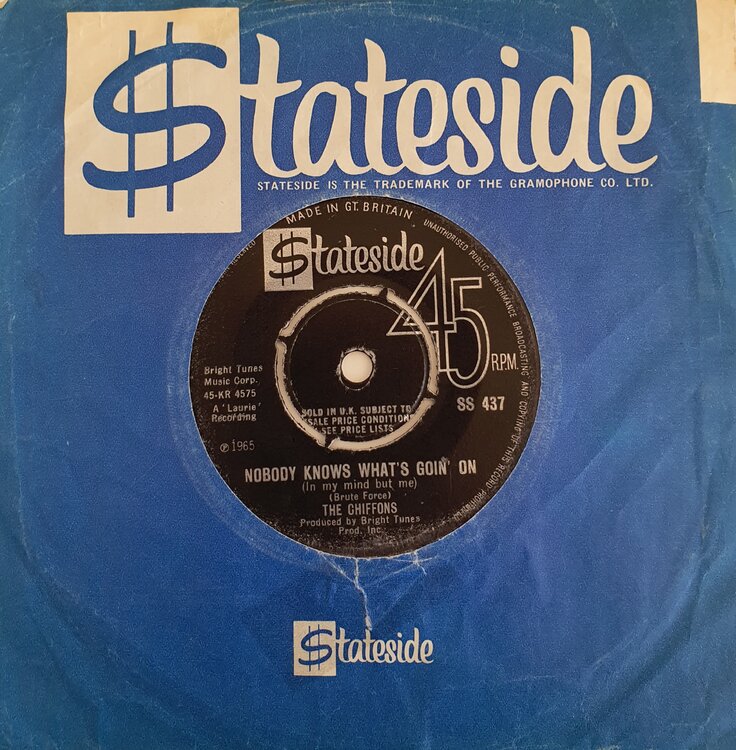 $tateside
STATESIDE IS THE TRADEMARK OF THE GRAMOPHONE CO. LTD.
MADE IN GT. BRITAIN
UNAUTHORISED PUBLIC PERFORMANCE BROADCASTING AND COPYING OF THIS RECORD PROHIBITED
$tateside
45
R.P.M.
Bright Tunes
Music Corp.
45-KR 4575
A 'Laurie'
Recording
℗1965
SOLD IN U.K. SUBJECT TO
SALE PRICE CONDITIONS
SEE PRICE LISTS
SS 437
NOBODY KNOWS WHAT'S GOIN' ON
(In my mind but me)
(Brute Force)
THE CHIFFONS
Produced by Bright Tunes
Prod. Inc.
$tateside